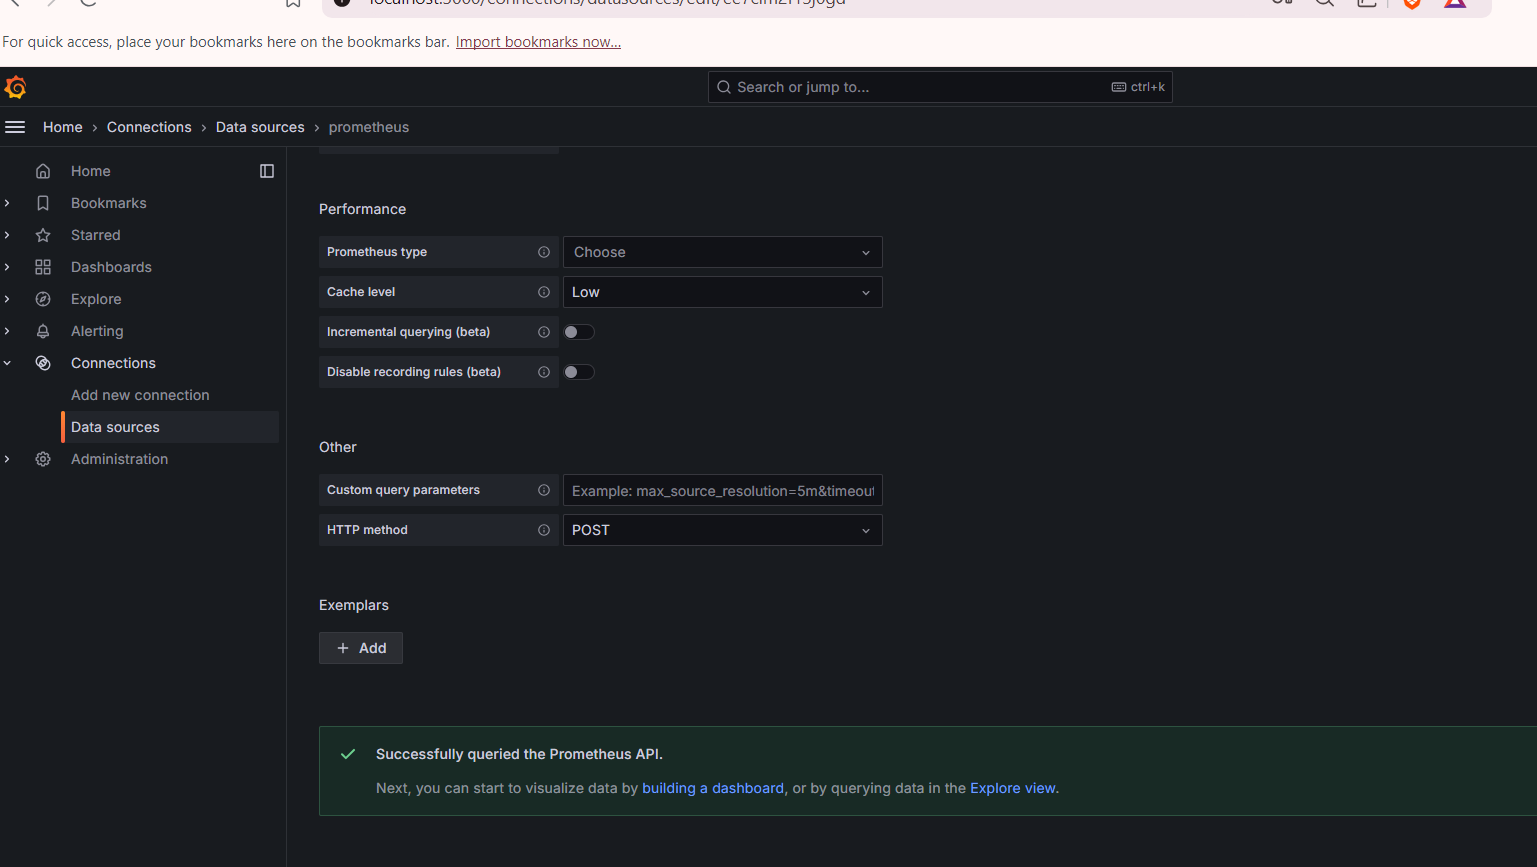 For quick access, place your bookmarks here on the bookmarks bar. Import bookmarks now...
Search or jump to...
ctrl+k
Home › Connections › Data sources › prometheus
Home
Bookmarks
Starred
Dashboards
Explore
Alerting
Connections
Add new connection
Data sources
Administration
Performance
Prometheus type
Choose
Cache level
Low
Incremental querying (beta)
Disable recording rules (beta)
Other
Custom query parameters
Example: max_source_resolution=5m&timeout
HTTP method
POST
Exemplars
+ Add
Successfully queried the Prometheus API.
Next, you can start to visualize data by building a dashboard, or by querying data in the Explore view.